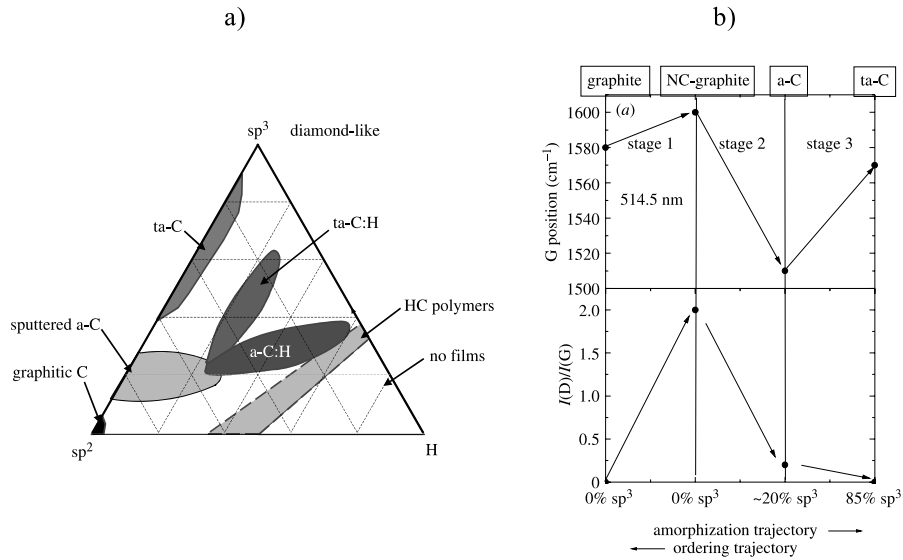 a)
b)
sp³ diamond-like
ta-C
ta-C:H
HC polymers
sputtered a-C
a-C:H
no films
graphitic C
sp²
H
graphite
NC-graphite
a-C
ta-C
(a)
1600
1580
1560
1540
1520
1500
G position (cm⁻¹)
stage 1
stage 2
stage 3
514.5 nm
2.0
1.5
1.0
0.5
0
I(D)/I(G)
0% sp³
0% sp³
~20% sp³
85% sp³
amorphization trajectory
ordering trajectory